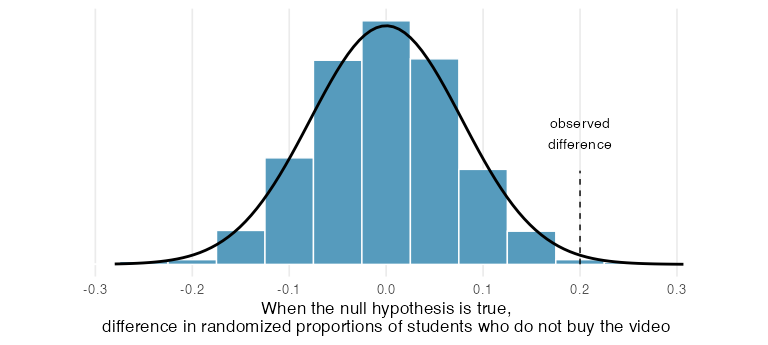 observed
difference
-0.3 -0.2 -0.1 0.0 0.1 0.2 0.3
When the null hypothesis is true,
difference in randomized proportions of students who do not buy the video